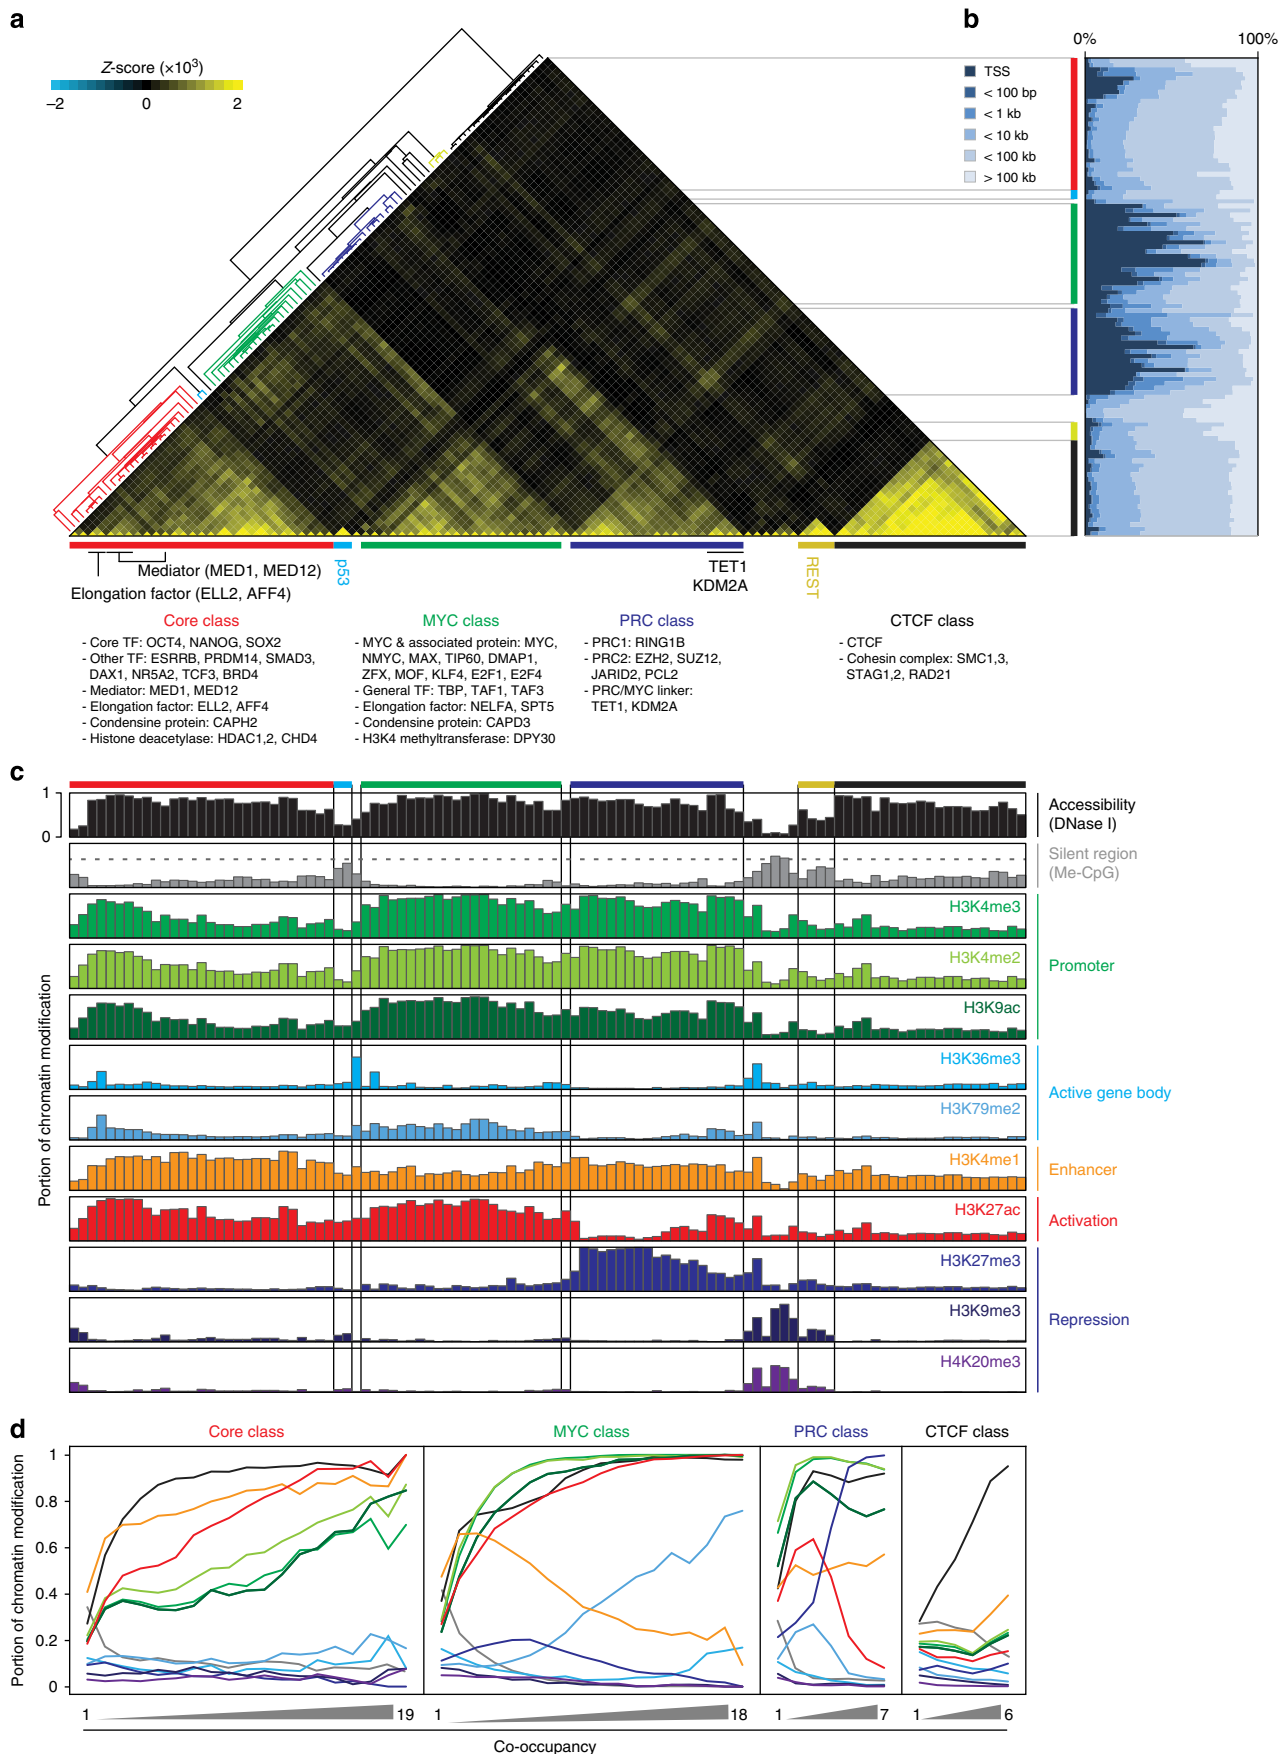 a
b
Z-score (×10³)
−2
0
2
0%
100%
TSS
< 100 bp
< 1 kb
< 10 kb
< 100 kb
> 100 kb
Mediator (MED1, MED12)
Elongation factor (ELL2, AFF4)
p53
TET1
KDM2A
REST
Core class
- Core TF: OCT4, NANOG, SOX2
- Other TF: ESRRB, PRDM14, SMAD3,
DAX1, NR5A2, TCF3, BRD4
- Mediator: MED1, MED12
- Elongation factor: ELL2, AFF4
- Condensine protein: CAPH2
- Histone deacetylase: HDAC1,2, CHD4
MYC class
- MYC & associated protein: MYC,
NMYC, MAX, TIP60, DMAP1,
ZFX, MOF, KLF4, E2F1, E2F4
- General TF: TBP, TAF1, TAF3
- Elongation factor: NELFA, SPT5
- Condensine protein: CAPD3
- H3K4 methyltransferase: DPY30
PRC class
- PRC1: RING1B
- PRC2: EZH2, SUZ12,
JARID2, PCL2
- PRC/MYC linker:
TET1, KDM2A
CTCF class
- CTCF
- Cohesin complex: SMC1,3,
STAG1,2, RAD21
c
1
0
Accessibility
(DNase I)
Silent region
(Me-CpG)
H3K4me3
H3K4me2
Promoter
H3K9ac
H3K36me3
Active gene body
H3K79me2
H3K4me1
Enhancer
H3K27ac
Activation
H3K27me3
H3K9me3
Repression
H4K20me3
Portion of chromatin modification
d
Core class
MYC class
PRC class
CTCF class
Portion of chromatin modification
1
0.8
0.6
0.4
0.2
0
1
19
1
18
1
7
1
6
Co-occupancy